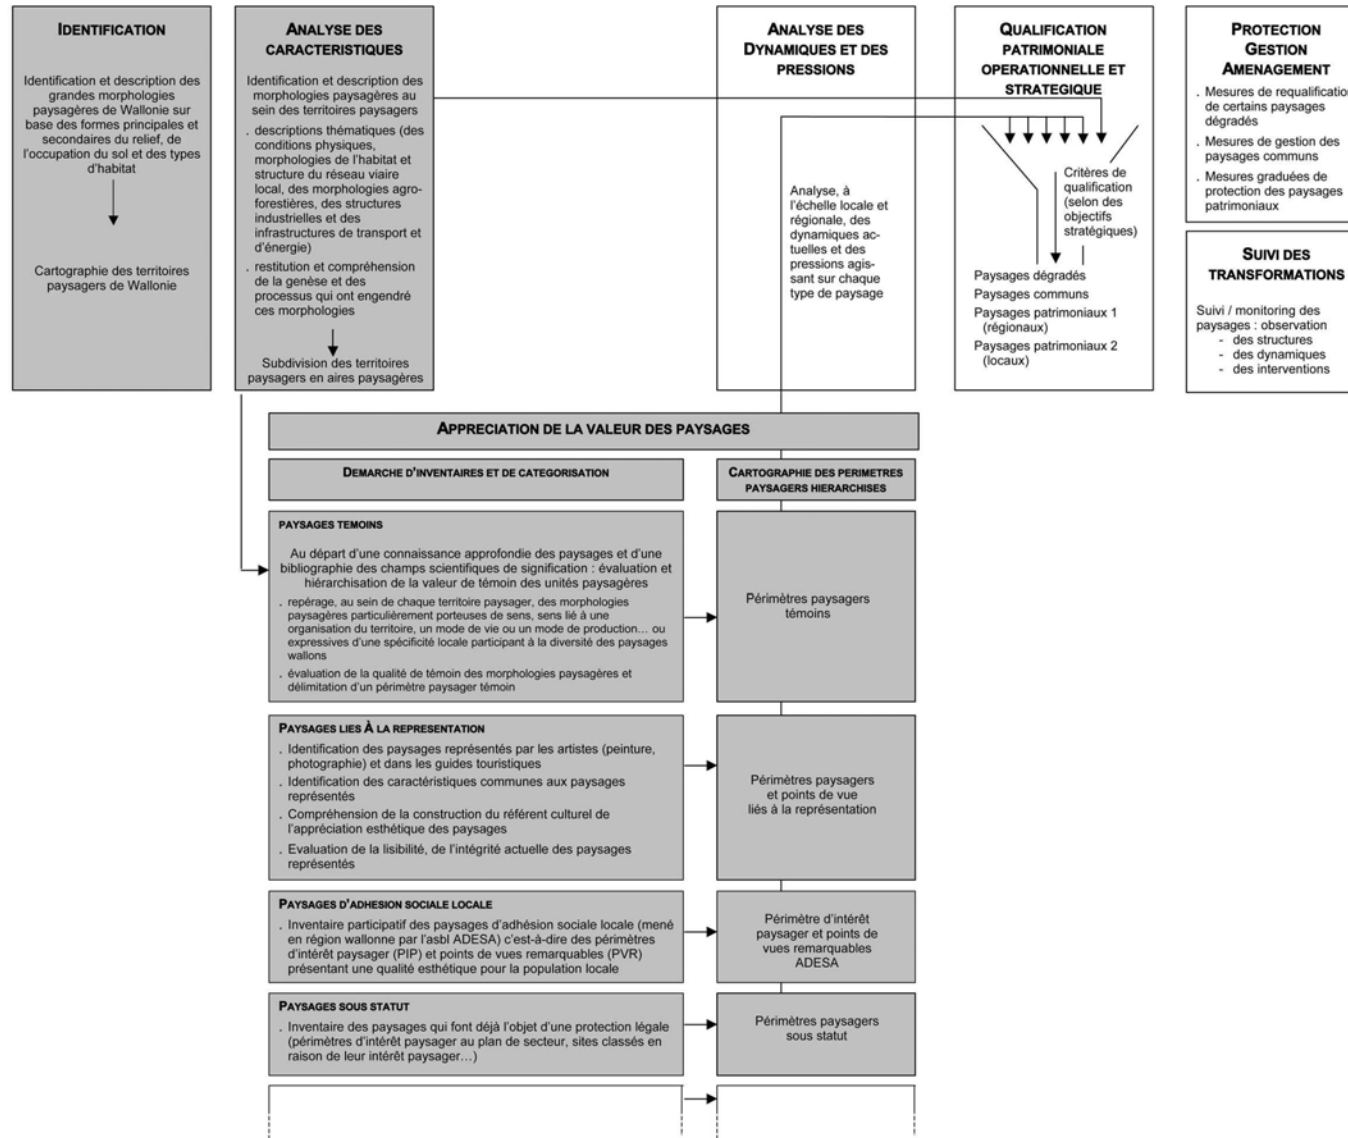 IDENTIFICATION
Identification et description des
grandes morphologies
paysagères de Wallonie sur
base des formes principales et
secondaires du relief, de
l'occupation du sol et des types
d'habitat
Cartographie des territoires
paysagers de Wallonie
ANALYSE DES
CARACTERISTIQUES
Identification et description des
morphologies paysagères au
sein des territoires paysagers
. descriptions thématiques (des
conditions physiques,
morphologies de l'habitat et
structure du réseau viaire
local, des morphologies agro-
forestières, des structures
industrielles et des
infrastructures de transport et
d'énergie)
. restitution et compréhension
de la genèse et des
processus qui ont engendré
ces morphologies
Subdivision des territoires
paysagers en aires paysagères
ANALYSE DES
DYNAMIQUES ET DES
PRESSIONS
Analyse, à
l'échelle locale et
régionale, des
dynamiques ac-
tuelles et des
pressions agis-
sant sur chaque
type de paysage
QUALIFICATION
PATRIMONIALE
OPERATIONNELLE ET
STRATEGIQUE
Critères de
qualification
(selon des
objectifs
stratégiques)
Paysages dégradés
Paysages communs
Paysages patrimoniaux 1
(régionaux)
Paysages patrimoniaux 2
(locaux)
PROTECTION
GESTION
AMENAGEMENT
. Mesures de requalification
de certains paysages
dégradés
. Mesures de gestion des
paysages communs
. Mesures graduées de
protection des paysages
patrimoniaux
SUIVI DES
TRANSFORMATIONS
Suivi / monitoring des
paysages : observation
- des structures
- des dynamiques
- des interventions
APPRECIATION DE LA VALEUR DES PAYSAGES
DEMARCHE D'INVENTAIRES ET DE CATEGORISATION
CARTOGRAPHIE DES PERIMETRES
PAYSAGERS HIERARCHISES
PAYSAGES TEMOINS
Au départ d'une connaissance approfondie des paysages et d'une
bibliographie des champs scientifiques de signification : évaluation et
hiérarchisation de la valeur de témoin des unités paysagères
. repérage, au sein de chaque territoire paysager, des morphologies
paysagères particulièrement porteuses de sens, sens lié à une
organisation du territoire, un mode de vie ou un mode de production… ou
expressives d'une spécificité locale participant à la diversité des paysages
wallons
. évaluation de la qualité de témoin des morphologies paysagères et
délimitation d'un périmètre paysager témoin
Périmètres paysagers
témoins
PAYSAGES LIES À LA REPRESENTATION
. Identification des paysages représentés par les artistes (peinture,
photographie) et dans les guides touristiques
. Identification des caractéristiques communes aux paysages
représentés
. Compréhension de la construction du référent culturel de
l'appréciation esthétique des paysages
. Evaluation de la lisibilité, de l'intégrité actuelle des paysages
représentés
Périmètres paysagers
et points de vue
liés à la représentation
PAYSAGES D'ADHESION SOCIALE LOCALE
. Inventaire participatif des paysages d'adhésion sociale locale (mené
en région wallonne par l'asbl ADESA) c'est-à-dire des périmètres
d'intérêt paysager (PIP) et points de vues remarquables (PVR)
présentant une qualité esthétique pour la population locale
Périmètre d'intérêt
paysager et points de
vues remarquables
ADESA
PAYSAGES SOUS STATUT
. Inventaire des paysages qui font déjà l'objet d'une protection légale
(périmètres d'intérêt paysager au plan de secteur, sites classés en
raison de leur intérêt paysager…)
Périmètres paysagers
sous statut